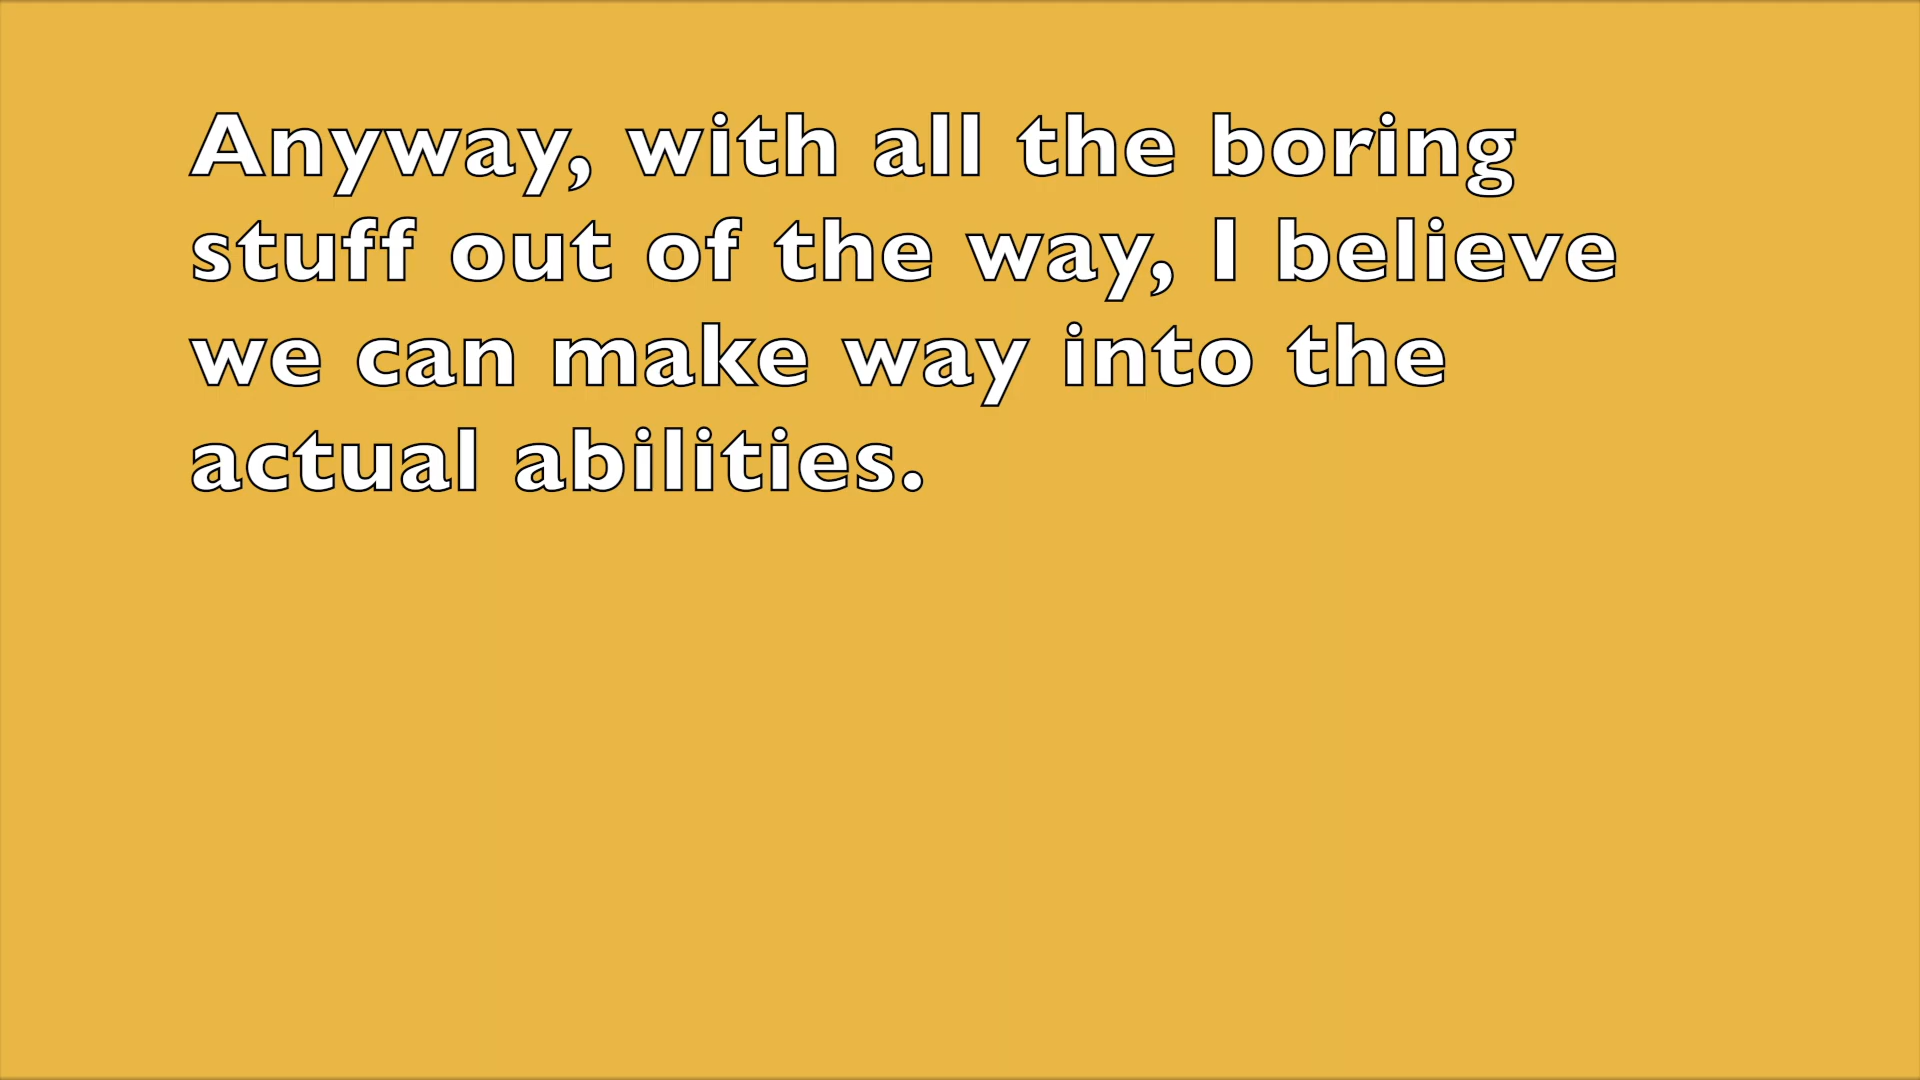 Anyway, with all the boring
stuff out of the way, I believe
we can make way into the
actual abilities.